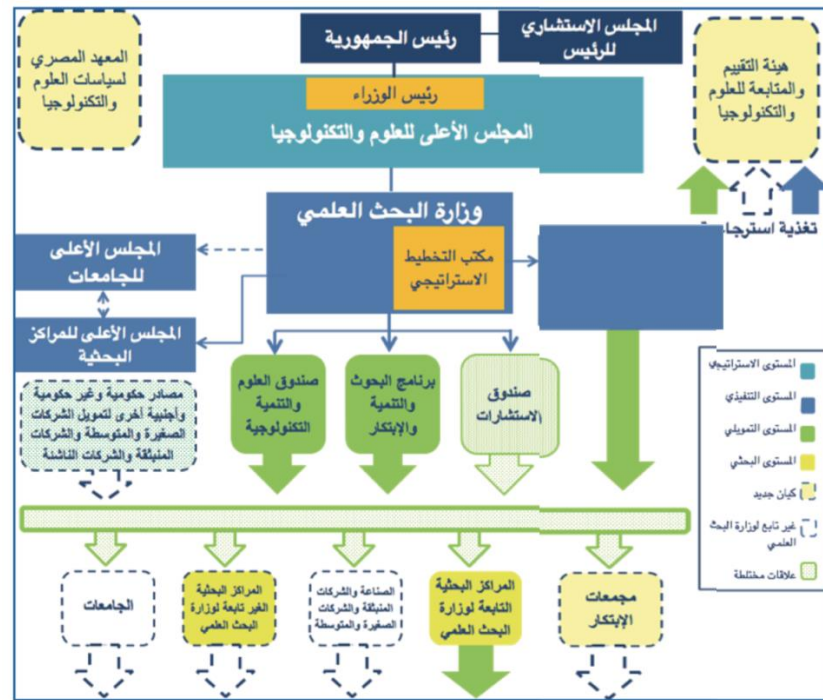 المجلس الاستشاري
للرئيس
رئيس الجمهورية
المعهد المصري
لسياسات العلوم
والتكنولوجيا
هيئة التقييم
والمتابعة للعلوم
والتكنولوجيا
رئيس الوزراء
المجلس الأعلى للعلوم والتكنولوجيا
تغذية
وزارة البحث العلمي
مكتب التخطيط
الاستراتيجي
المجلس الأعلى
للجامعات
المجلس الأعلى للمراكز
البحثية
صندوق
الاستشارات
برنامج البحوث
والتنمية
والإبتكار
صندوق العلوم
والتنمية
التكنولوجية
مصادر حكومية وغير حكومية
وأجنبية أخرى لتمويل الشركات
الصغيرة والمتوسطة والشركات
المنبثقة والشركات الناشئة
المستوى الاستراتيجي
المستوى التنفيذي
المستوى التمويلي
المستوى البحثي
كيان جديد
غير تابع لوزارة البحث
العلمي
علاقات مختلطة
مجمعات
الإبتكار
المراكز البحثية
التابعة لوزارة
البحث العلمي
الصناعة والشركات
المنبثقة والشركات
الصغيرة والمتوسطة
المراكز البحثية
الغير تابعة لوزارة
البحث العلمي
الجامعات